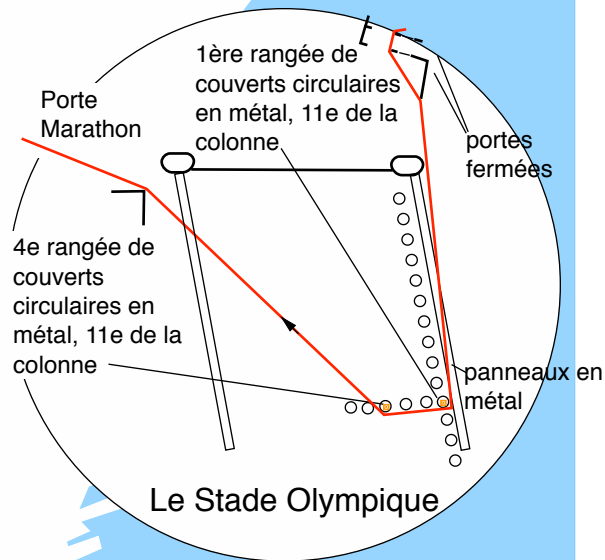 1ère rangée de
couverts circulaires
en métal, 11e de la
colonne
Porte
Marathon
portes
fermées
4e rangée de
couverts
circulaires en
métal, 11e de la
colonne
panneaux en
métal
Le Stade Olympique